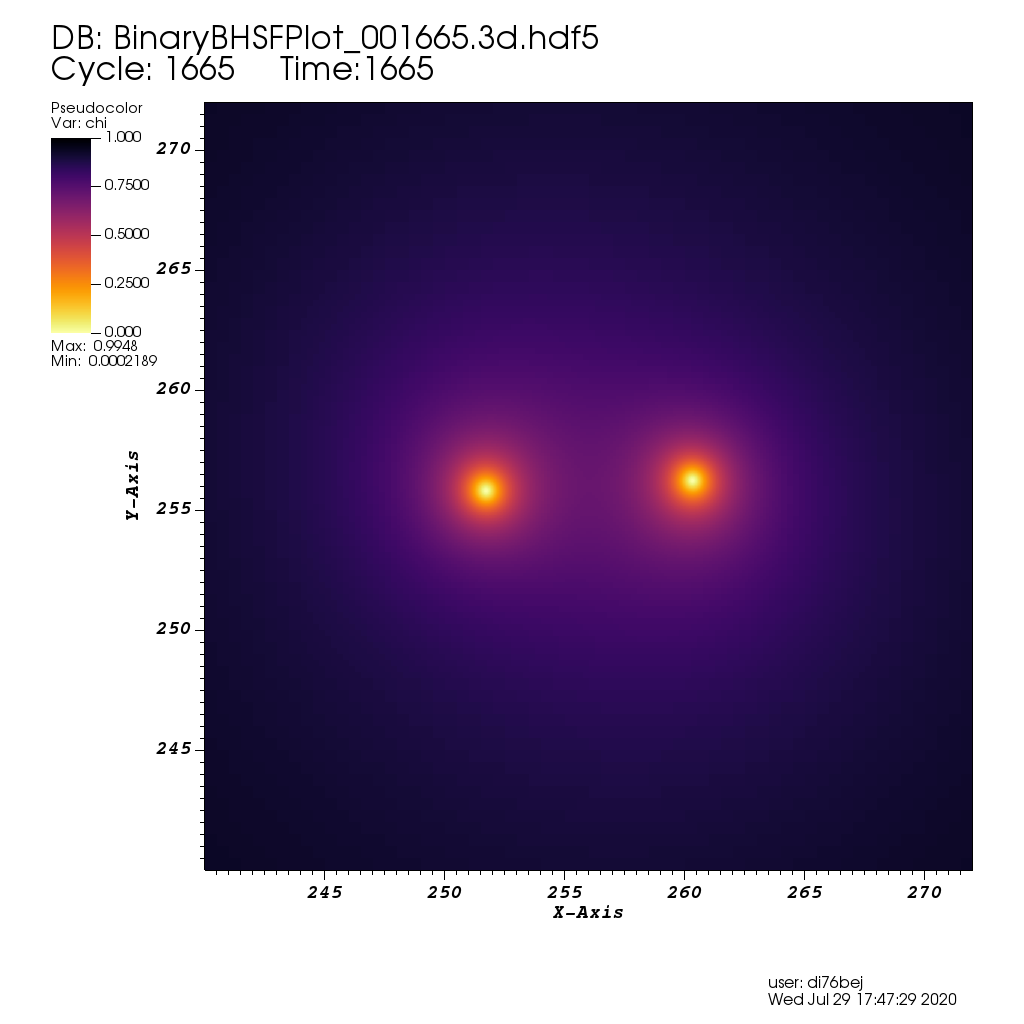 DB: BinaryBHSFPlot_001665.3d.hdf5
Cycle: 1665 Time:1665
Pseudocolor
Var: chi
1.000
0.7500
0.5000
0.2500
0.000
Max: 0.9948
Min: 0.0002189
270
265
260
255
250
245
Y-Axis
245 250 255 260 265 270
X-Axis
user: di76bej
Wed Jul 29 17:47:29 2020